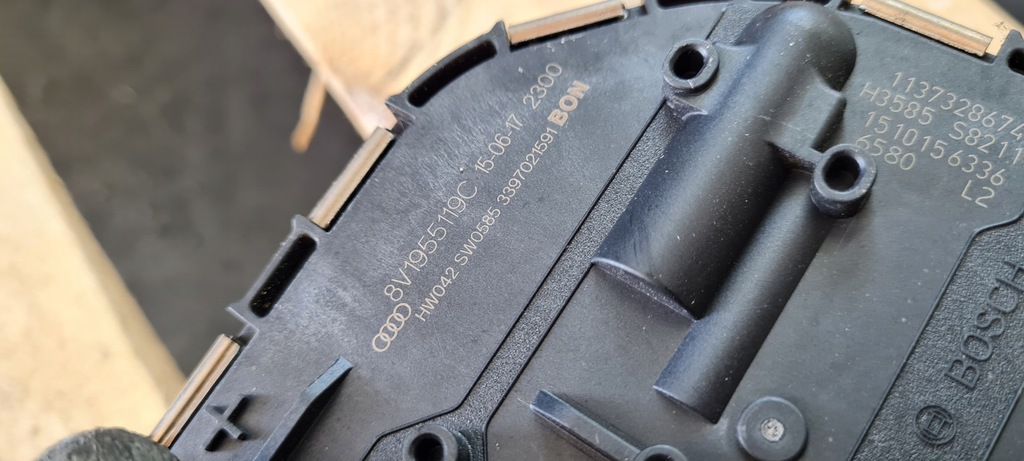 8V1955119C 15-06-17 2300
HW042 SW0585 3397021591 BON
1137328674
H3585 S8211
1510156336
6580 L2
BOSCH